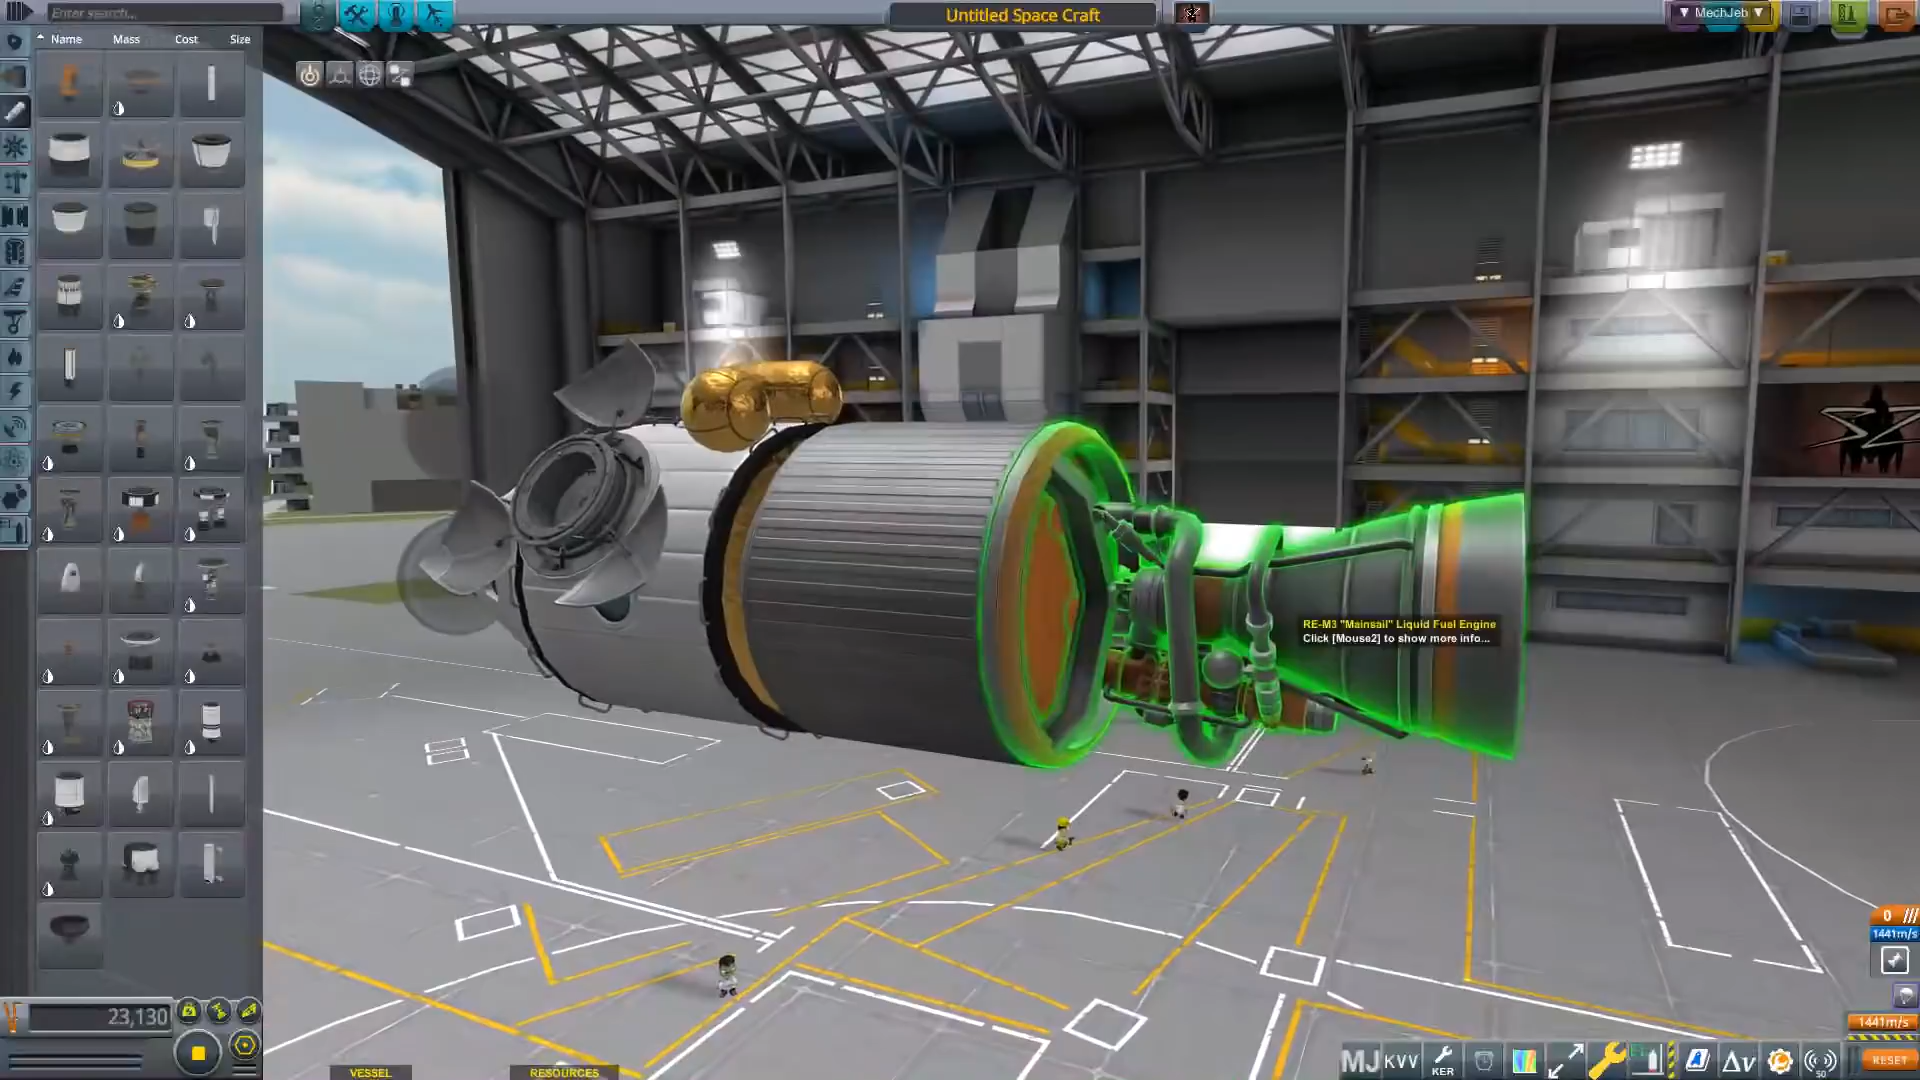 Enter search...
Untitled Space Craft
▼ MechJeb ▼
Name Mass Cost Size
RE-M3 "Mainsail" Liquid Fuel Engine
Click [Mouse2] to show more info...
0
1441m/s
23,130
1441m/s
VESSEL
RESOURCES
MJ
KVV
KER
Δv
50
RESET